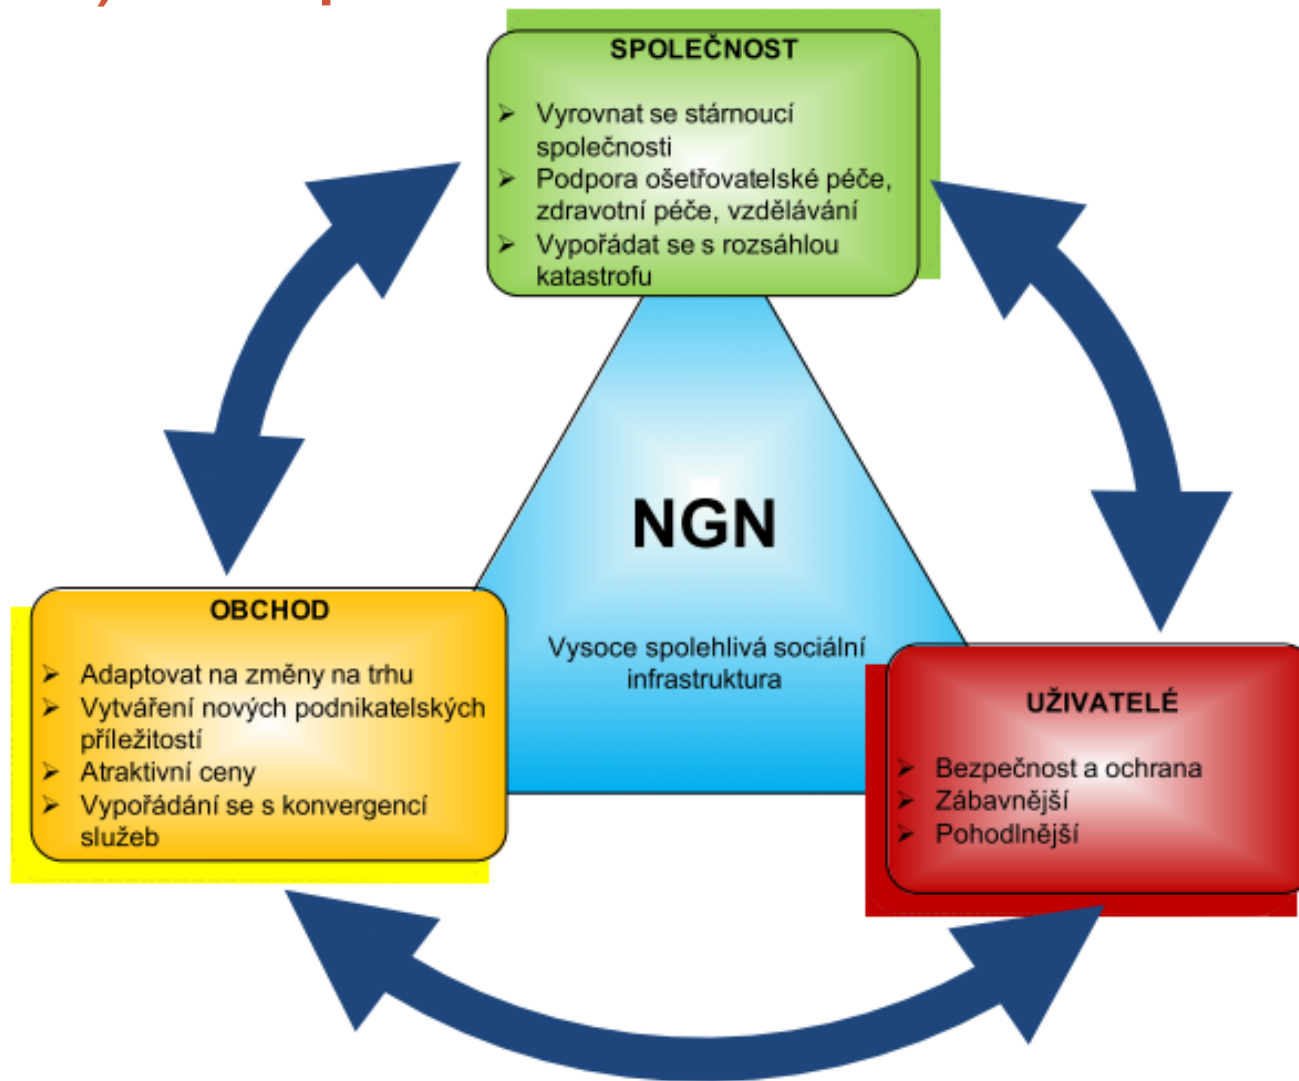 SPOLEČNOST
➢ Vyrovnat se stárnoucí
společnosti
➢ Podpora ošetřovatelské péče,
zdravotní péče, vzdělávání
➢ Vypořádat se s rozsáhlou
katastrofu
NGN
Vysoce spolehlivá sociální
infrastruktura
OBCHOD
➢ Adaptovat na změny na trhu
➢ Vytváření nových podnikatelských
příležitostí
➢ Atraktivní ceny
➢ Vypořádání se s konvergencí
služeb
UŽIVATELÉ
➢ Bezpečnost a ochrana
➢ Zábavnější
➢ Pohodlnější